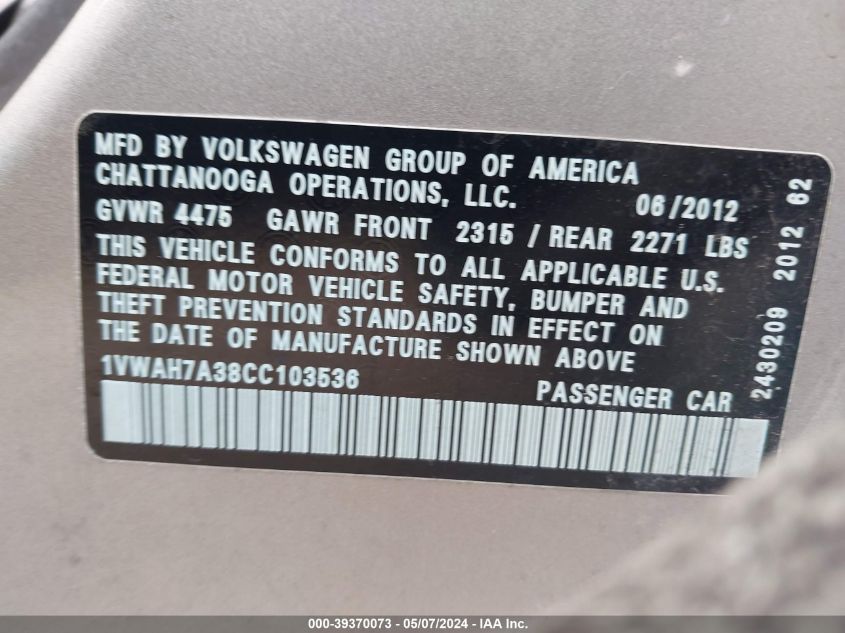 MFD BY VOLKSWAGEN GROUP OF AMERICA
CHATTANOOGA OPERATIONS, LLC. 06/2012
GVWR 4475 GAWR FRONT 2315 / REAR 2271 LBS
THIS VEHICLE CONFORMS TO ALL APPLICABLE U.S.
FEDERAL MOTOR VEHICLE SAFETY, BUMPER AND
THEFT PREVENTION STANDARDS IN EFFECT ON
THE DATE OF MANUFACTURE SHOWN ABOVE
1VWAH7A38CC103536 PASSENGER CAR
2430209 2012 62
000-39370073 - 05/07/2024 - IAA Inc.